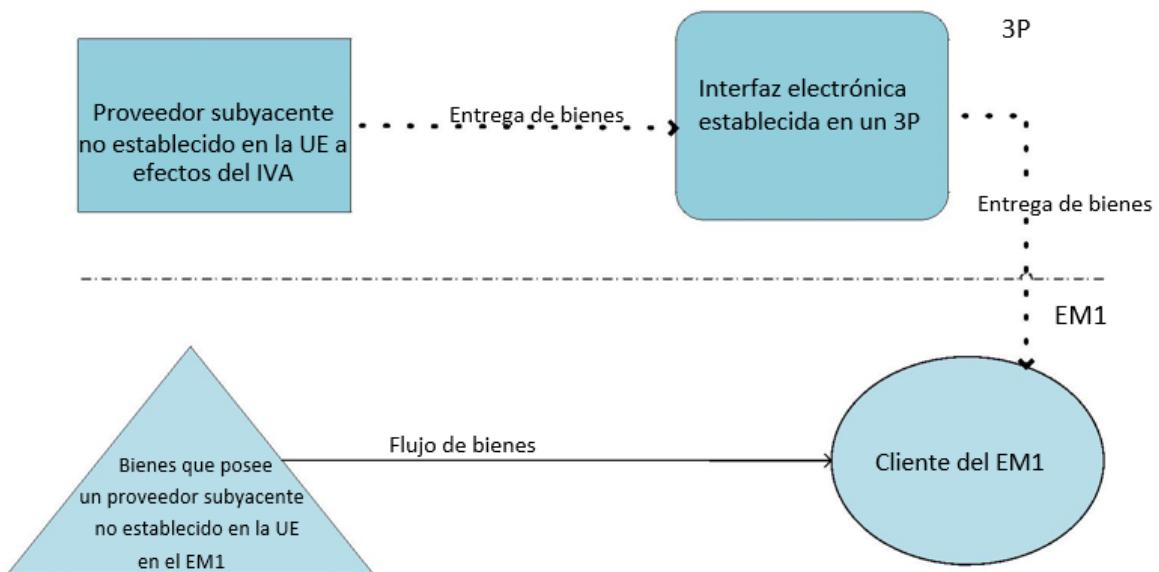 3P
Proveedor subyacente
no establecido en la UE a
efectos del IVA
Entrega de bienes
Interfaz electrónica
establecida en un 3P
Entrega de bienes
EM1
Flujo de bienes
Bienes que posee
un proveedor subyacente
no establecido en la UE
en el EM1
Cliente del EM1